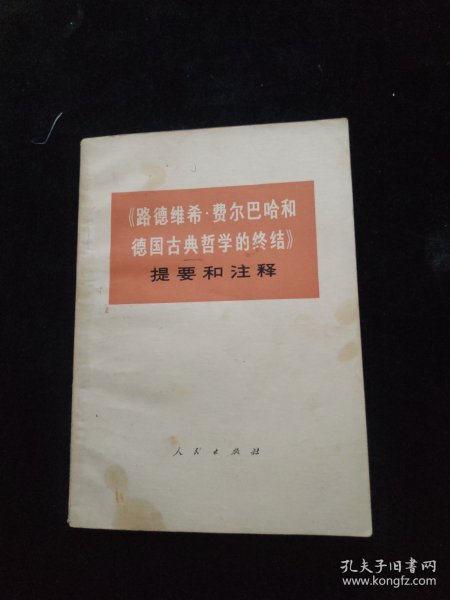 《路德维希·费尔巴哈和
德国古典哲学的终结》
提要和注释
人民出版社
孔夫子旧书网
www.kongfz.com